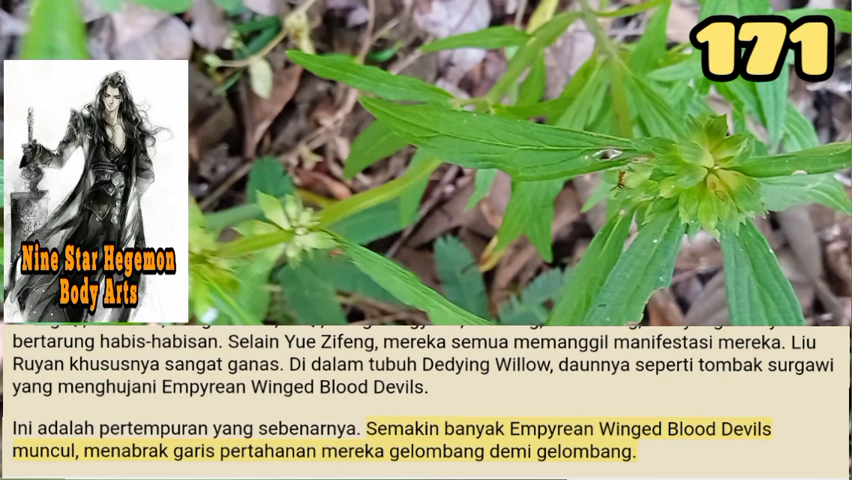 171
Nine Star Hegemon
Body Arts
bertarung habis-habisan. Selain Yue Zifeng, mereka semua memanggil manifestasi mereka. Liu
Ruyan khususnya sangat ganas. Di dalam tubuh Dedying Willow, daunnya seperti tombak surgawi
yang menghujani Empyrean Winged Blood Devils.
Ini adalah pertempuran yang sebenarnya. Semakin banyak Empyrean Winged Blood Devils
muncul, menabrak garis pertahanan mereka gelombang demi gelombang.